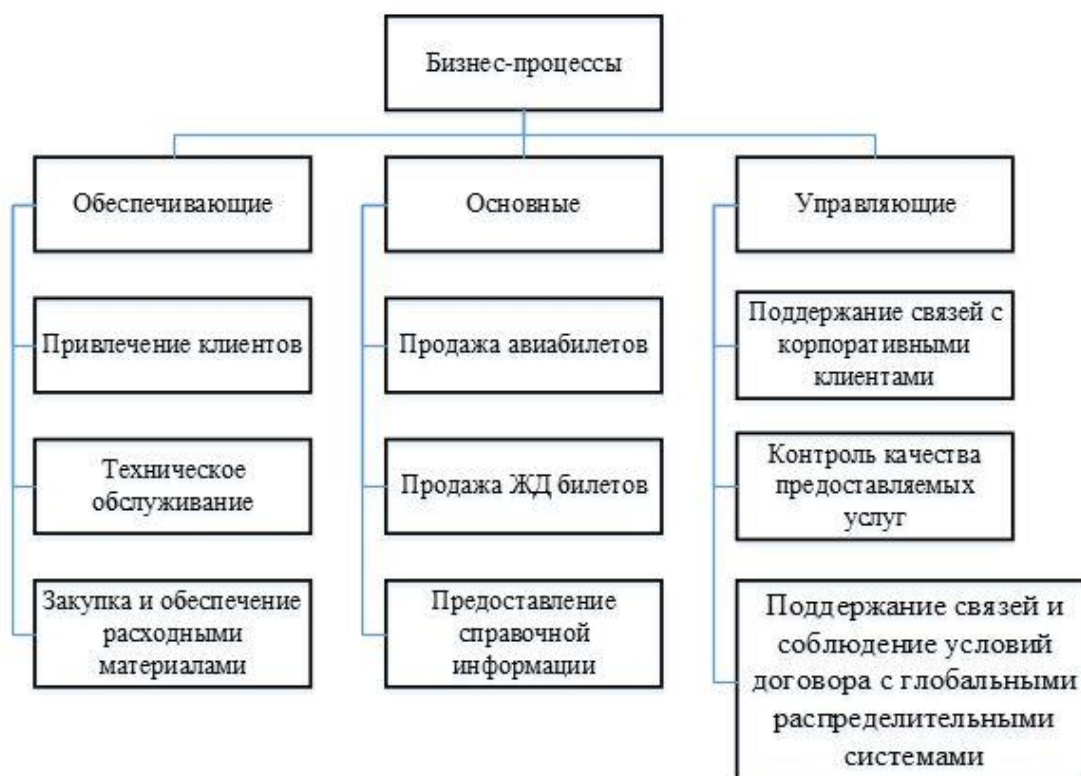 Бизнес-процессы
Обеспечивающие
Основные
Управляющие
Привлечение клиентов
Продажа авиабилетов
Поддержание связей с
корпоративными
клиентами
Техническое
обслуживание
Продажа ЖД билетов
Контроль качества
предоставляемых
услуг
Закупка и обеспечение
расходными
материалами
Предоставление
справочной
информации
Поддержание связей и
соблюдение условий
договора с глобальными
распределительными
системами